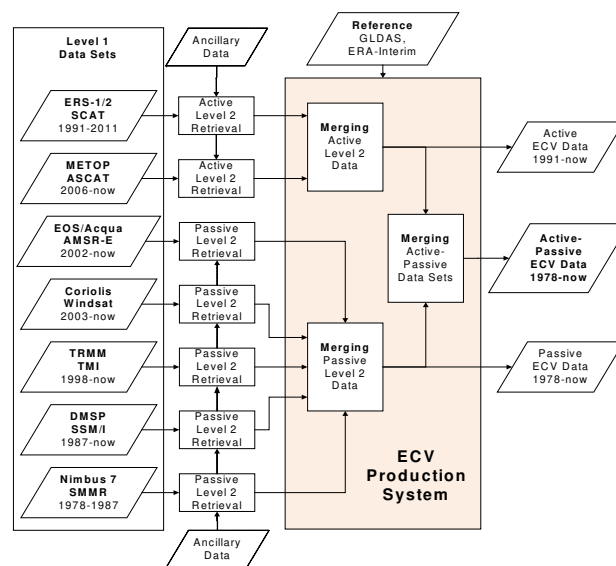 Level 1
Data Sets
Ancillary
Data
Reference
GLDAS,
ERA-Interim
ERS-1/2
SCAT
1991-2011
Active
Level 2
Retrieval
Merging
Active
Level 2
Data
Active
ECV Data
1991-now
METOP
ASCAT
2006-now
Active
Level 2
Retrieval
EOS/Acqua
AMSR-E
2002-now
Passive
Level 2
Retrieval
Merging
Active-
Passive
Data Sets
Active-
Passive
ECV Data
1978-now
Coriolis
Windsat
2003-now
Passive
Level 2
Retrieval
TRMM
TMI
1998-now
Passive
Level 2
Retrieval
Merging
Passive
Level 2
Data
Passive
ECV Data
1978-now
DMSP
SSM/I
1987-now
Passive
Level 2
Retrieval
Nimbus 7
SMMR
1978-1987
Passive
Level 2
Retrieval
ECV
Production
System
Ancillary
Data